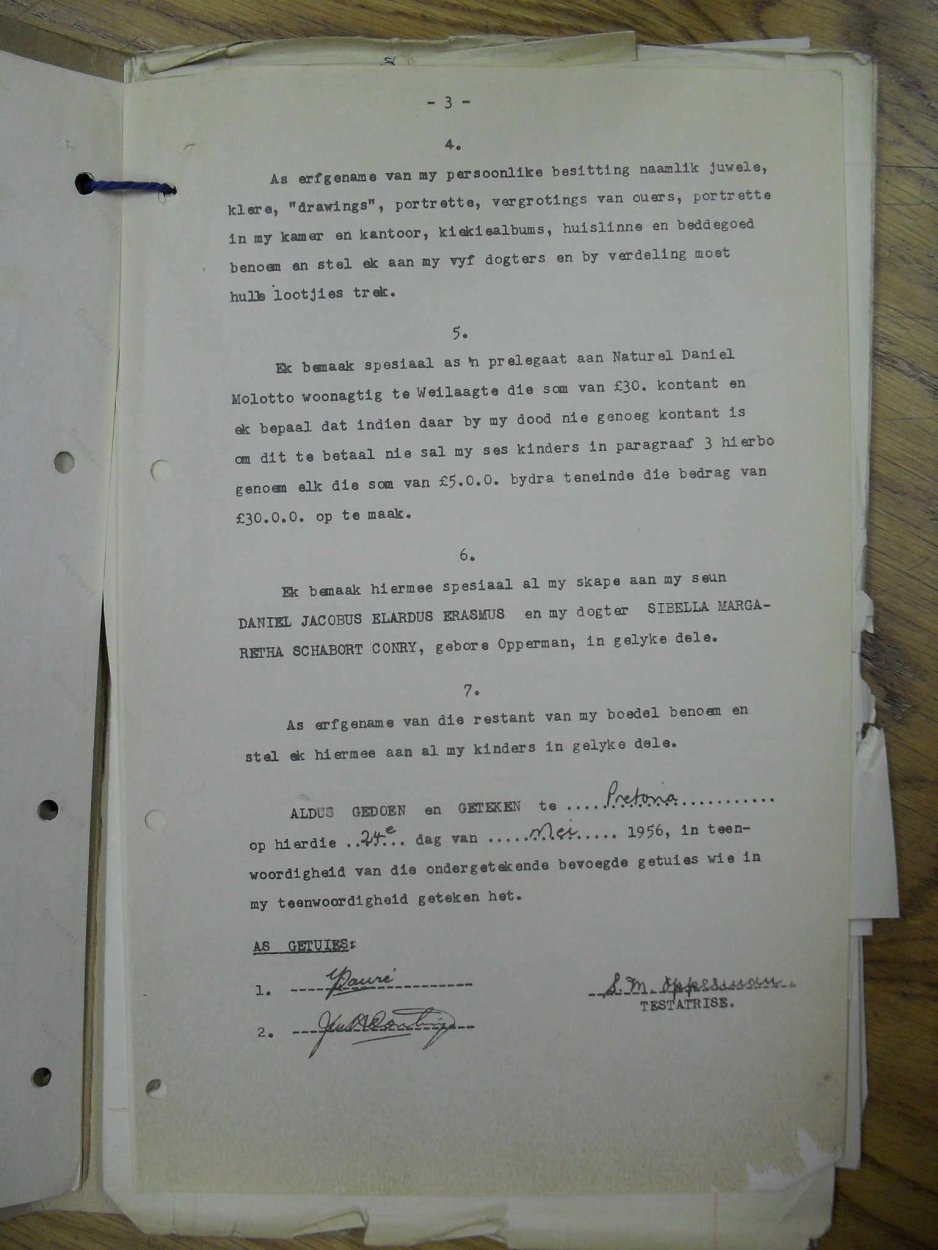 - 3 -
4.
As erfgename van my persoonlike besitting naamlik juwele,
klere, "drawings", portrette, vergrotings van ouers, portrette
in my kamer en kantoor, kiekiealbums, huislinne en beddegoed
benoem en stel ek aan my vyf dogters en by verdeling moet
hulle lootjies trek.
5.
Ek bemaak spesiaal as 'n prelegaat aan Naturel Daniel
Molotto woonagtig te Weilaagte die som van £30. kontant en
ek bepaal dat indien daar by my dood nie genoeg kontant is
om dit te betaal nie sal my ses kinders in paragraaf 3 hierbo
genoem elk die som van £5.0.0. bydra teneinde die bedrag van
£30.0.0. op te maak.
6.
Ek bemaak hiermee spesiaal al my skape aan my seun
DANIEL JACOBUS ELARDUS ERASMUS en my dogter SIBELLA MARGA-
RETHA SCHABORT CONRY, gebore Opperman, in gelyke dele.
7.
As erfgename van die restant van my boedel benoem en
stel ek hiermee aan al my kinders in gelyke dele.
ALDUS GEDOEN en GETEKEN te ....Pretoria............
op hierdie ..24e... dag van .....Mei..... 1956, in teen-
woordigheid van die ondergetekende bevoegde getuies wie in
my teenwoordigheid geteken het.
AS GETUIES:
1.
S. M. Opperman
TESTATRISE.
2.